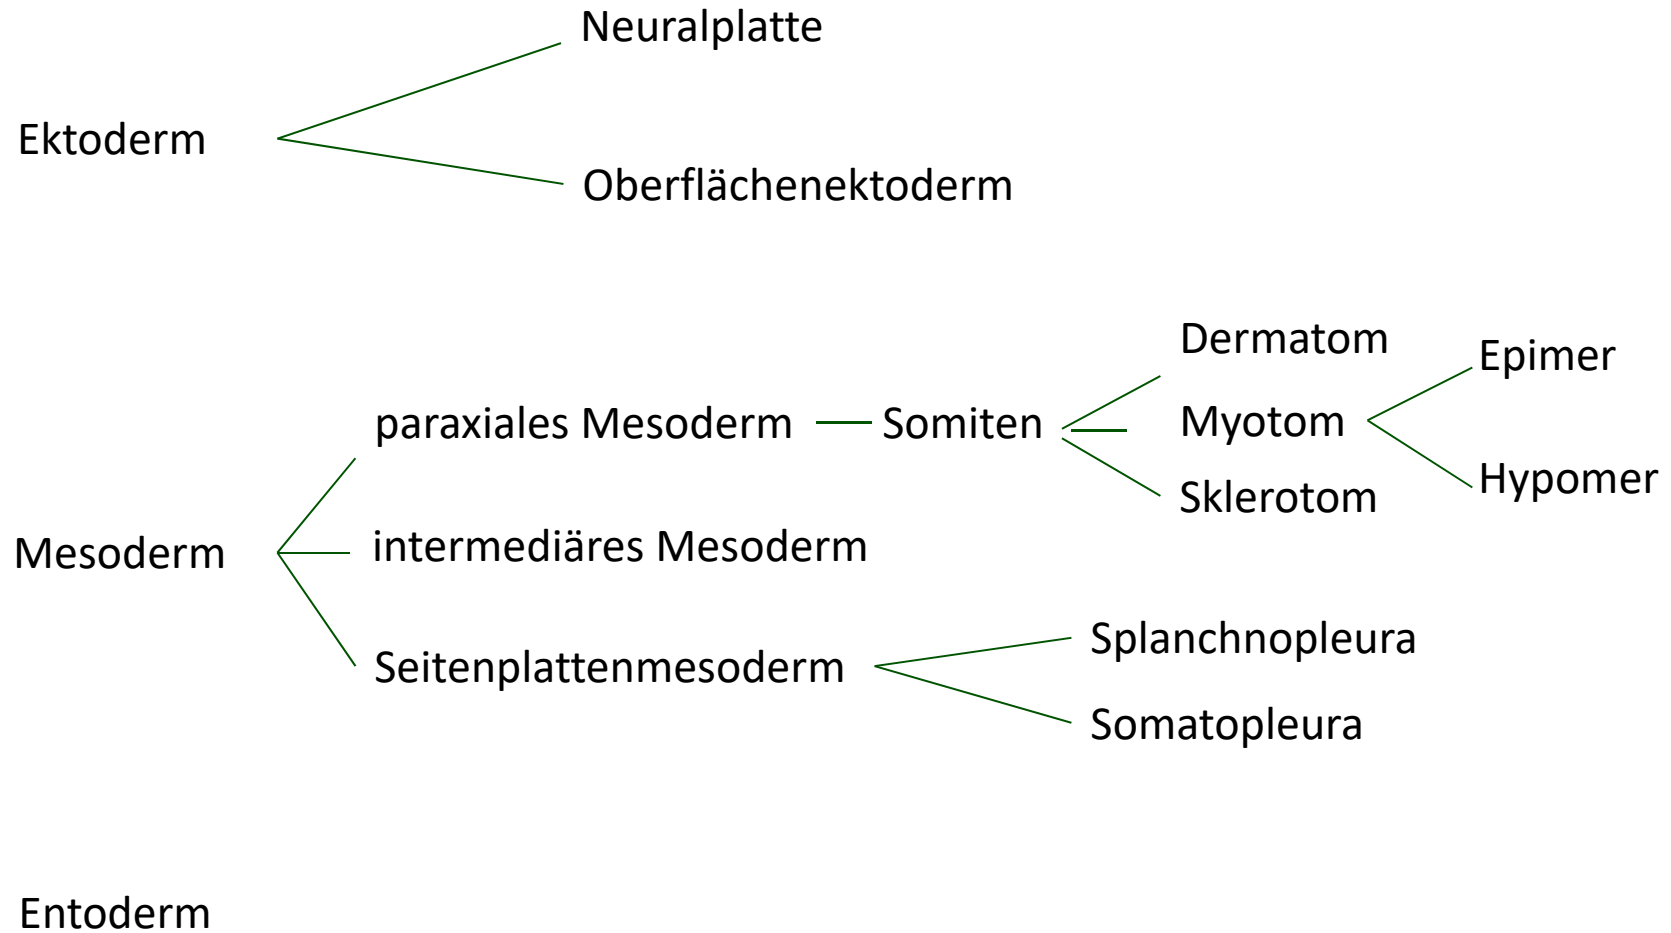 Neuralplatte
Ektoderm
Oberflächenektoderm
Dermatom
Epimer
paraxiales Mesoderm
Somiten
Myotom
Hypomer
Sklerotom
Mesoderm
intermediäres Mesoderm
Splanchnopleura
Seitenplattenmesoderm
Somatopleura
Entoderm